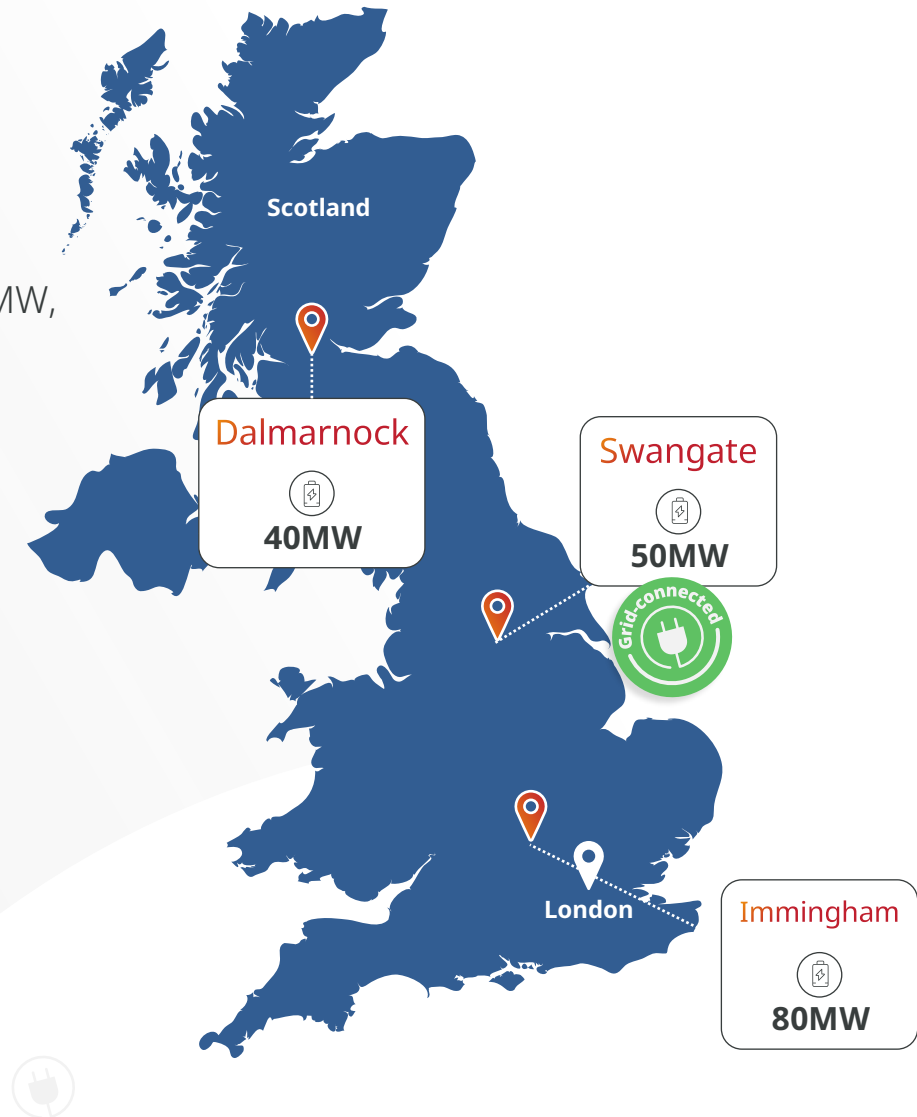 Scotland
MW,
Dalmarnock
40MW
Swangate
50MW
Grid-connected
London
Immingham
80MW